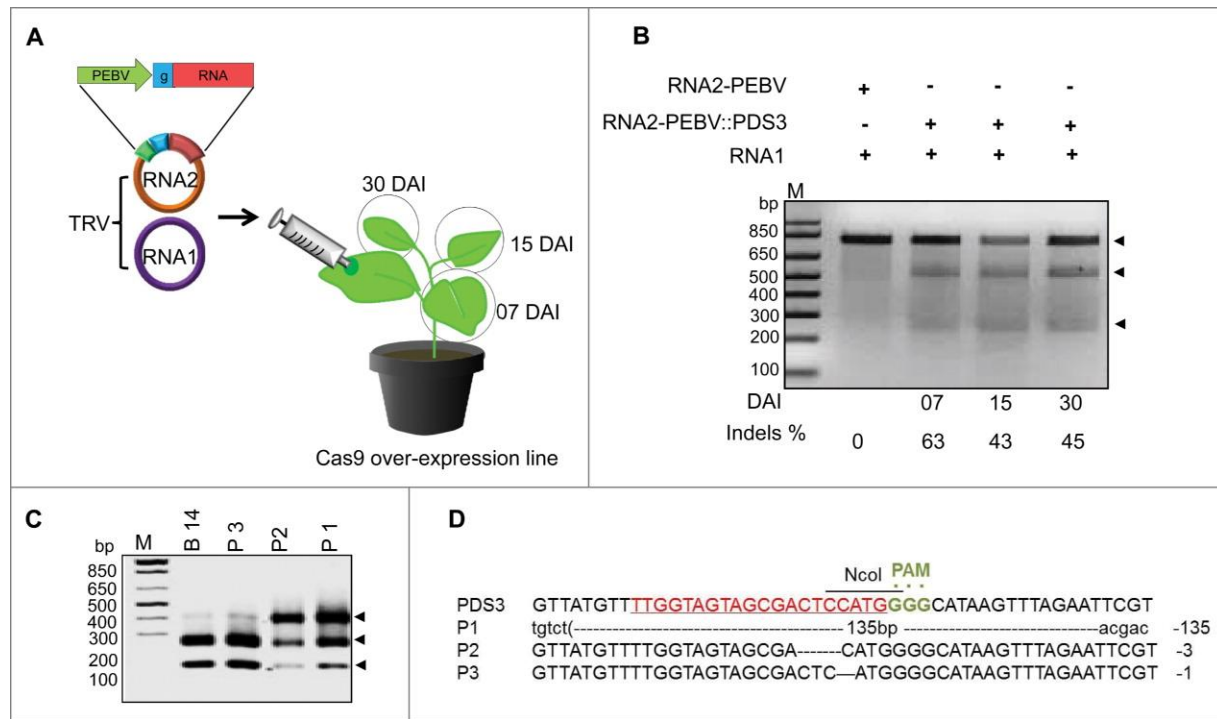 A
PEBV g RNA
RNA2
TRV
RNA1
30 DAI
15 DAI
07 DAI
Cas9 over-expression line
B
RNA2-PEBV + - - -
RNA2-PEBV::PDS3 - + + +
RNA1 + + + +
M
bp
850
650
500
400
300
200
100
DAI 07 15 30
Indels % 0 63 43 45
C
bp M B 14 P 3 P2 P 1
850
650
500
400
300
200
100
D
NcoI PAM
PDS3 GTTATGTTTTGGTAGTAGCGACTCCATGGGGCATAAGTTTAGAATTCGT
P1 tgtct(-----------------------------------135bp -------------------------acgac -135
P2 GTTATGTTTTGGTAGTAGCGA-------CATGGGGCATAAGTTTAGAATTCGT -3
P3 GTTATGTTTTGGTAGTAGCGACTC—ATGGGGCATAAGTTTAGAATTCGT -1